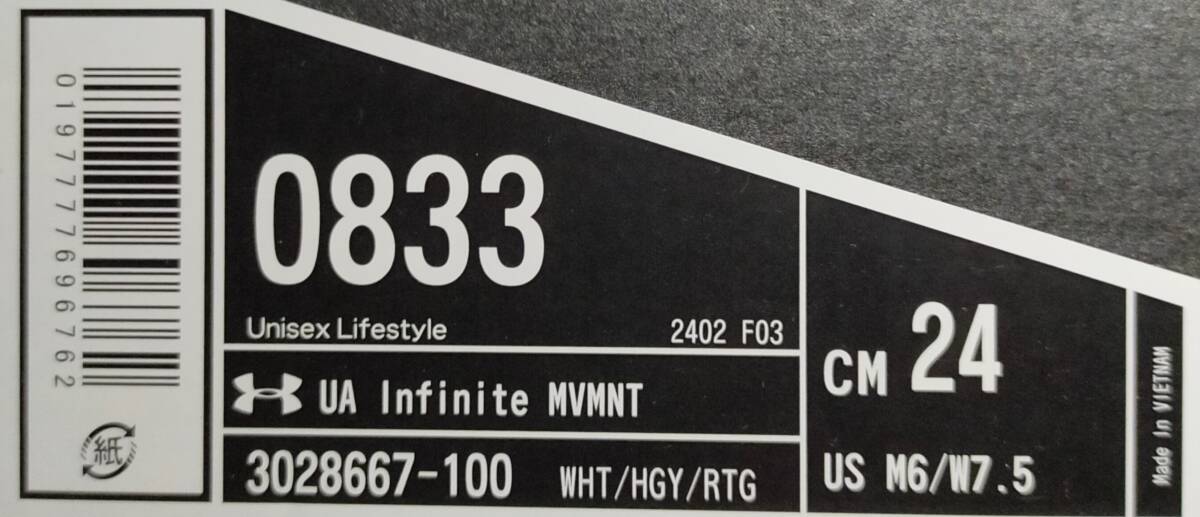 0197777696762
紙
0833
Unisex Lifestyle
2402 F03
UA Infinite MVMNT
3028667-100 WHT/HGY/RTG
CM 24
US M6/W7.5
Made In VIETNAM